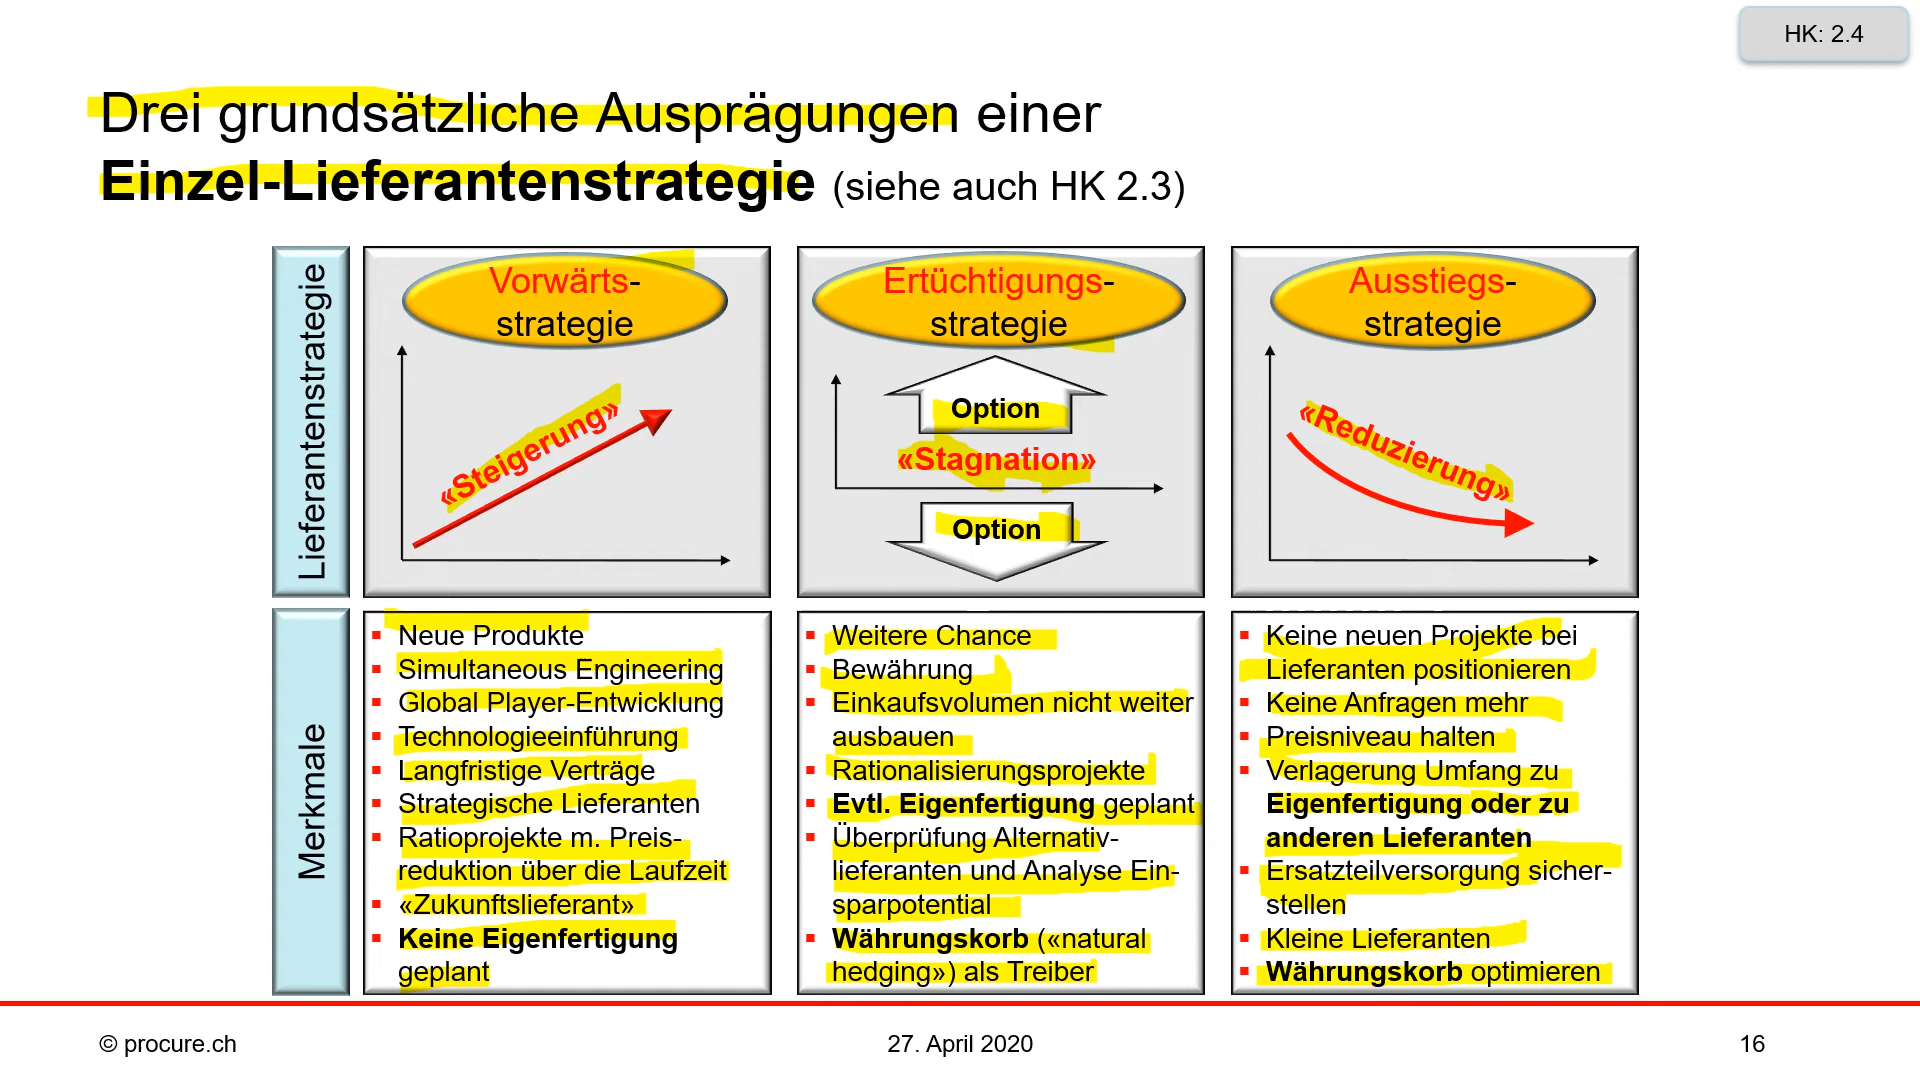 HK: 2.4
Drei grundsätzliche Ausprägungen einer
Einzel-Lieferantenstrategie (siehe auch HK 2.3)
Lieferantenstrategie
Vorwärts-
strategie
«Steigerung»
Ertüchtigungs-
strategie
Option
«Stagnation»
Option
Ausstiegs-
strategie
«Reduzierung»
Merkmale
▪ Neue Produkte
▪ Simultaneous Engineering
▪ Global Player-Entwicklung
▪ Technologieeinführung
▪ Langfristige Verträge
▪ Strategische Lieferanten
▪ Ratioprojekte m. Preis-
reduktion über die Laufzeit
▪ «Zukunftslieferant»
▪ Keine Eigenfertigung
geplant
▪ Weitere Chance
▪ Bewährung
▪ Einkaufsvolumen nicht weiter
ausbauen
▪ Rationalisierungsprojekte
▪ Evtl. Eigenfertigung geplant
▪ Überprüfung Alternativ-
lieferanten und Analyse Ein-
sparpotential
▪ Währungskorb («natural
hedging») als Treiber
▪ Keine neuen Projekte bei
Lieferanten positionieren
▪ Keine Anfragen mehr
▪ Preisniveau halten
▪ Verlagerung Umfang zu
Eigenfertigung oder zu
anderen Lieferanten
▪ Ersatzteilversorgung sicher-
stellen
▪ Kleine Lieferanten
▪ Währungskorb optimieren
© procure.ch
27. April 2020
16